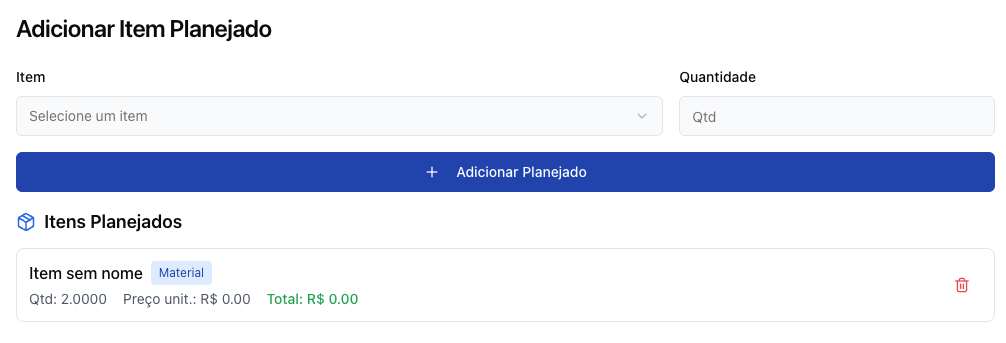 Adicionar Item Planejado
Item
Quantidade
Selecione um item
Qtd
Adicionar Planejado
Itens Planejados
Item sem nome
Material
Qtd: 2.0000 Preço unit.: R$ 0.00 Total: R$ 0.00